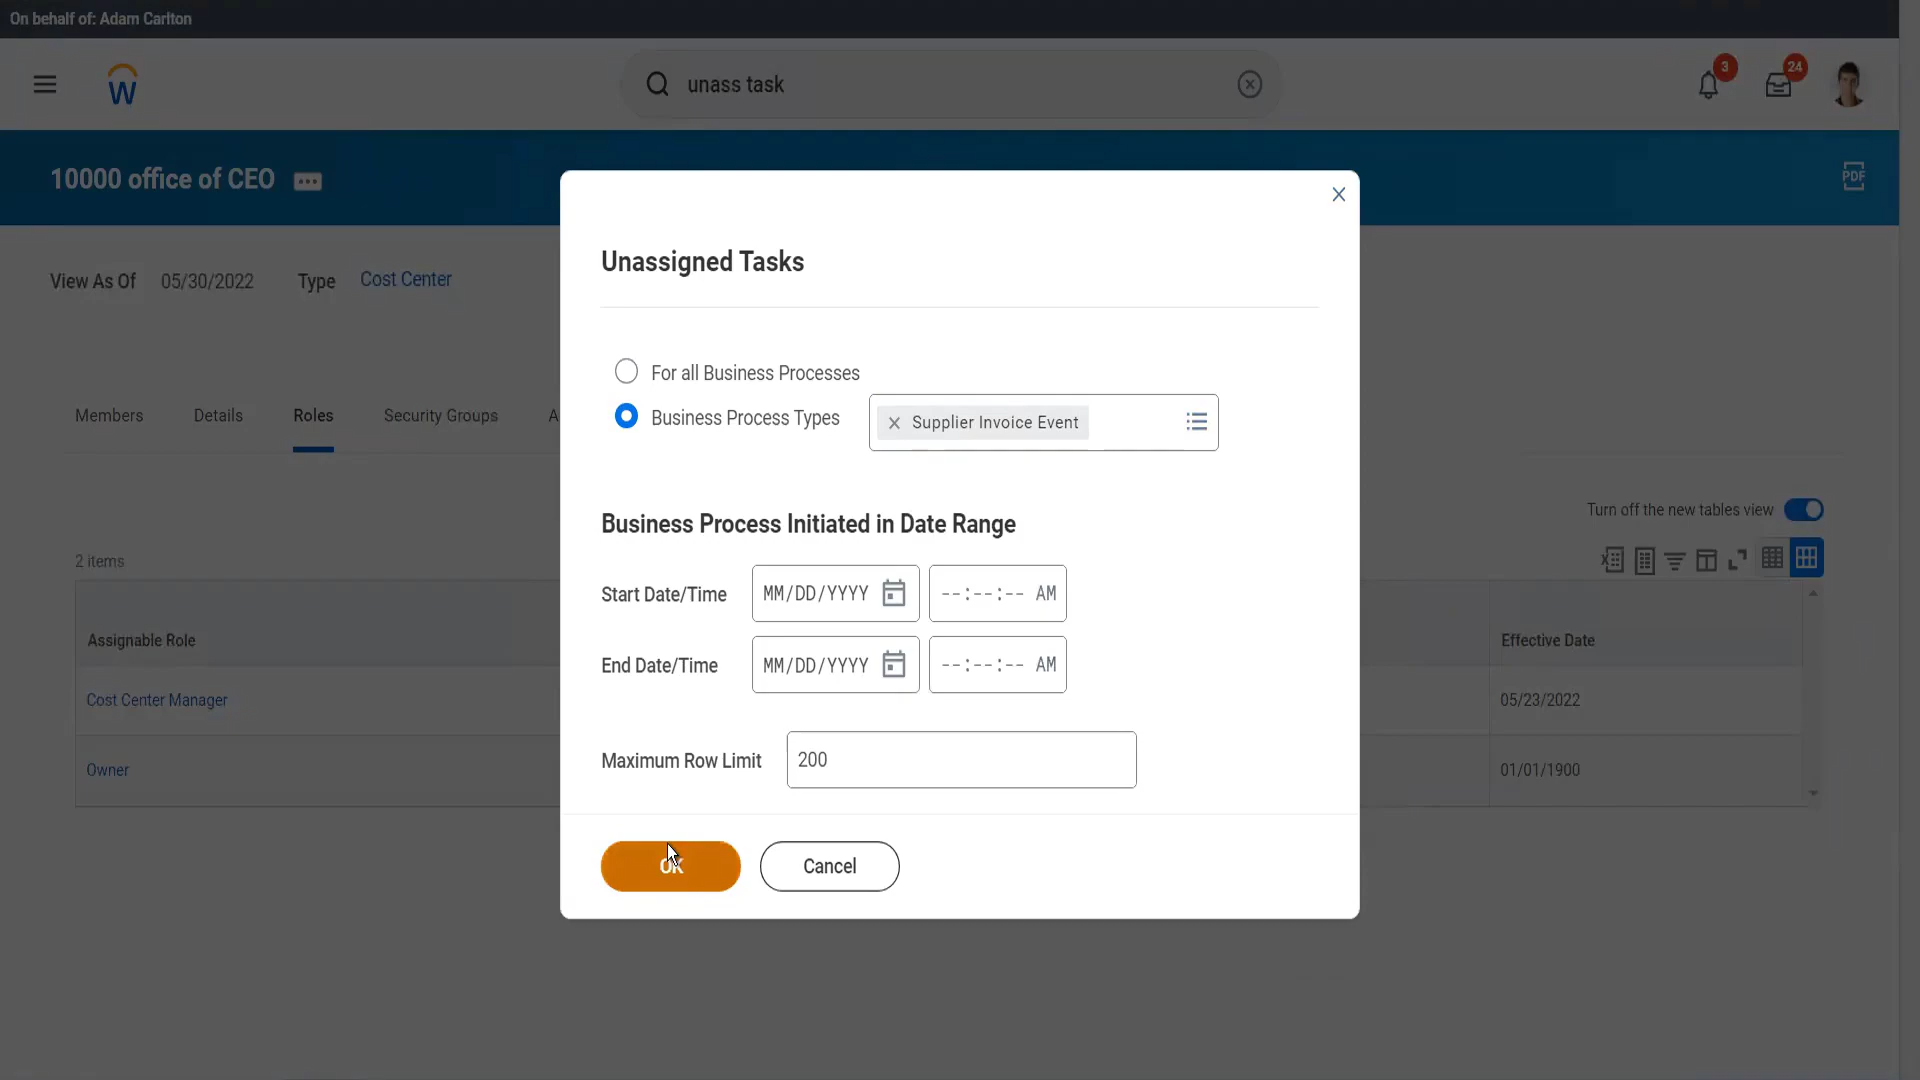 On behalf of: Adam Carlton
W
unass task
3
24
10000 office of CEO
PDF
View As Of 05/30/2022 Type Cost Center
Members Details Roles Security Groups A
Turn off the new tables view
2 items
Assignable Role
Effective Date
Cost Center Manager
05/23/2022
Owner
01/01/1900
Unassigned Tasks
For all Business Processes
Business Process Types Supplier Invoice Event
Business Process Initiated in Date Range
Start Date/Time MM/DD/YYYY --:--:-- AM
End Date/Time MM/DD/YYYY --:--:-- AM
Maximum Row Limit 200
OK Cancel